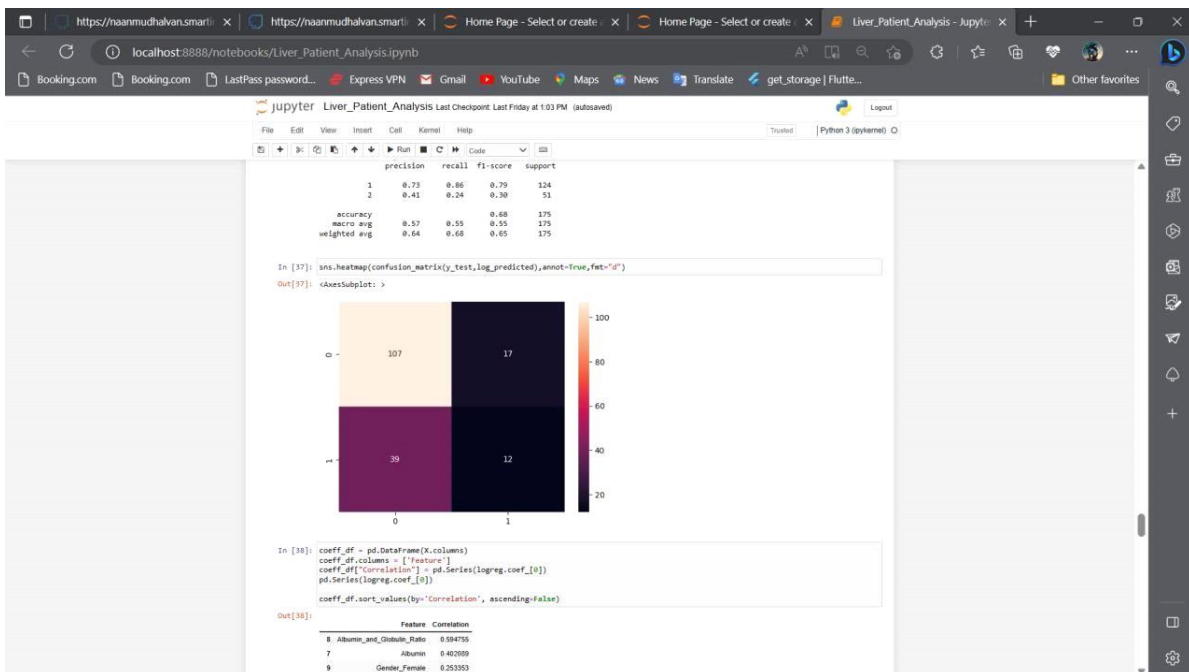 https://naanmudhalvan.smarti
https://naanmudhalvan.smarti
Home Page - Select or create a
Home Page - Select or create a
Liver_Patient_Analysis - Jupyte
localhost:8888/notebooks/Liver_Patient_Analysis.ipynb
Booking.com
Booking.com
LastPass password...
Express VPN
Gmail
YouTube
Maps
News
Translate
get_storage | Flutte...
Other favorites
jupyter Liver_Patient_Analysis Last Checkpoint: Last Friday at 1:03 PM (autosaved)
Logout
File Edit View Insert Cell Kernel Help
Trusted
Python 3 (ipykernel)
Run
Code
precision recall f1-score support
1 0.73 0.86 0.79 124
2 0.41 0.24 0.30 51
accuracy 0.68 175
macro avg 0.57 0.55 0.55 175
weighted avg 0.64 0.68 0.65 175
In [37]: sns.heatmap(confusion_matrix(y_test,log_predicted),annot=True,fmt="d")
Out[37]: <AxesSubplot: >
100
0
107
17
80
60
1
39
12
40
20
0
1
In [38]: coeff_df = pd.DataFrame(X.columns)
coeff_df.columns = ['Feature']
coeff_df["Correlation"] = pd.Series(logreg.coef_[0])
pd.Series(logreg.coef_[0])
coeff_df.sort_values(by='Correlation', ascending=False)
Out[38]:
Feature Correlation
8 Albumin_and_Globulin_Ratio 0.594755
7 Albumin
9 Gender_Female 0.253353